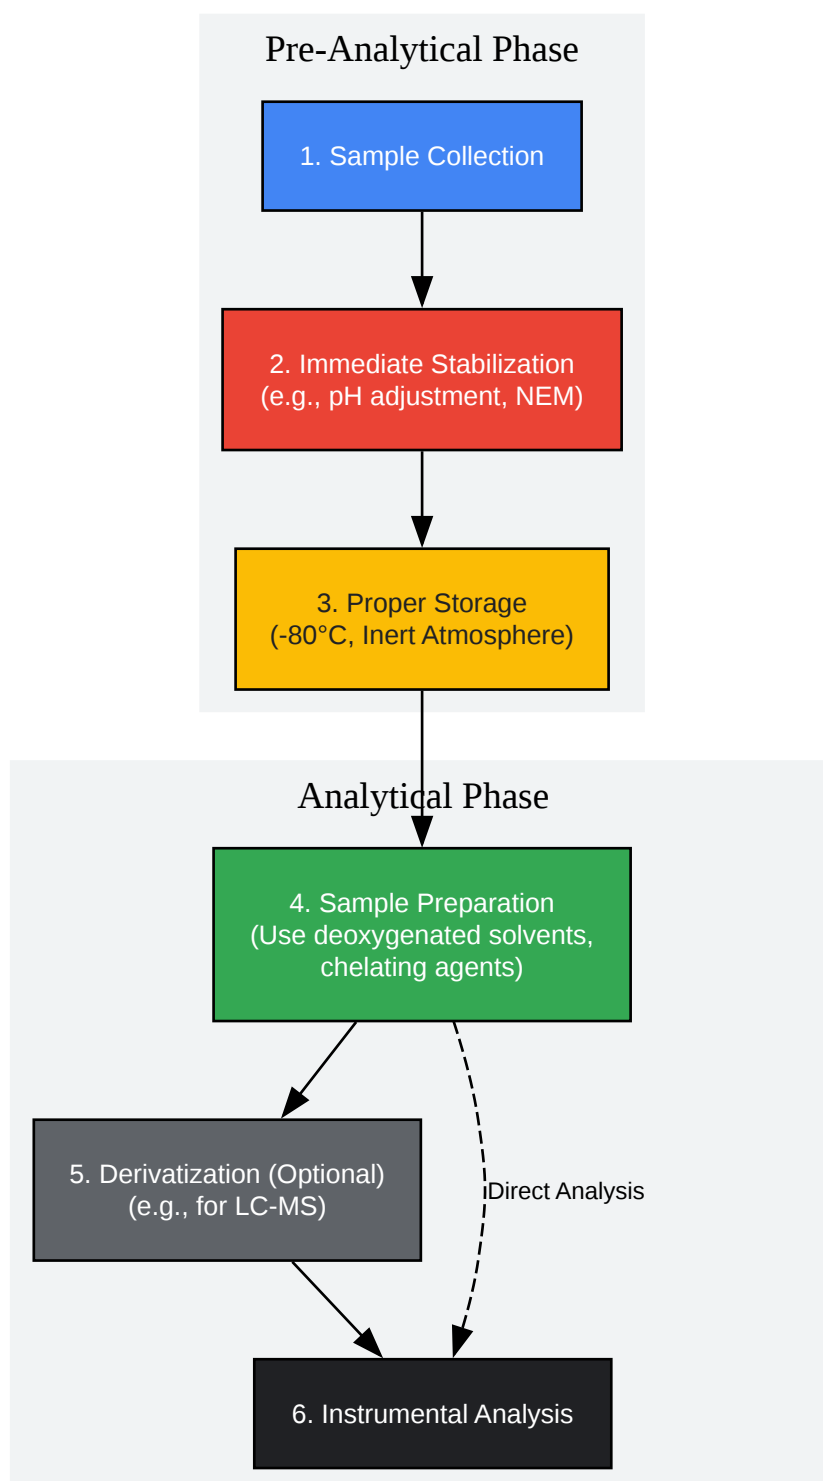 Pre-Analytical Phase
1. Sample Collection
2. Immediate Stabilization
(e.g., pH adjustment, NEM)
3. Proper Storage
(-80°C, Inert Atmosphere)
Analytical Phase
4. Sample Preparation
(Use deoxygenated solvents,
chelating agents)
5. Derivatization (Optional)
(e.g., for LC-MS)
Direct Analysis
6. Instrumental Analysis